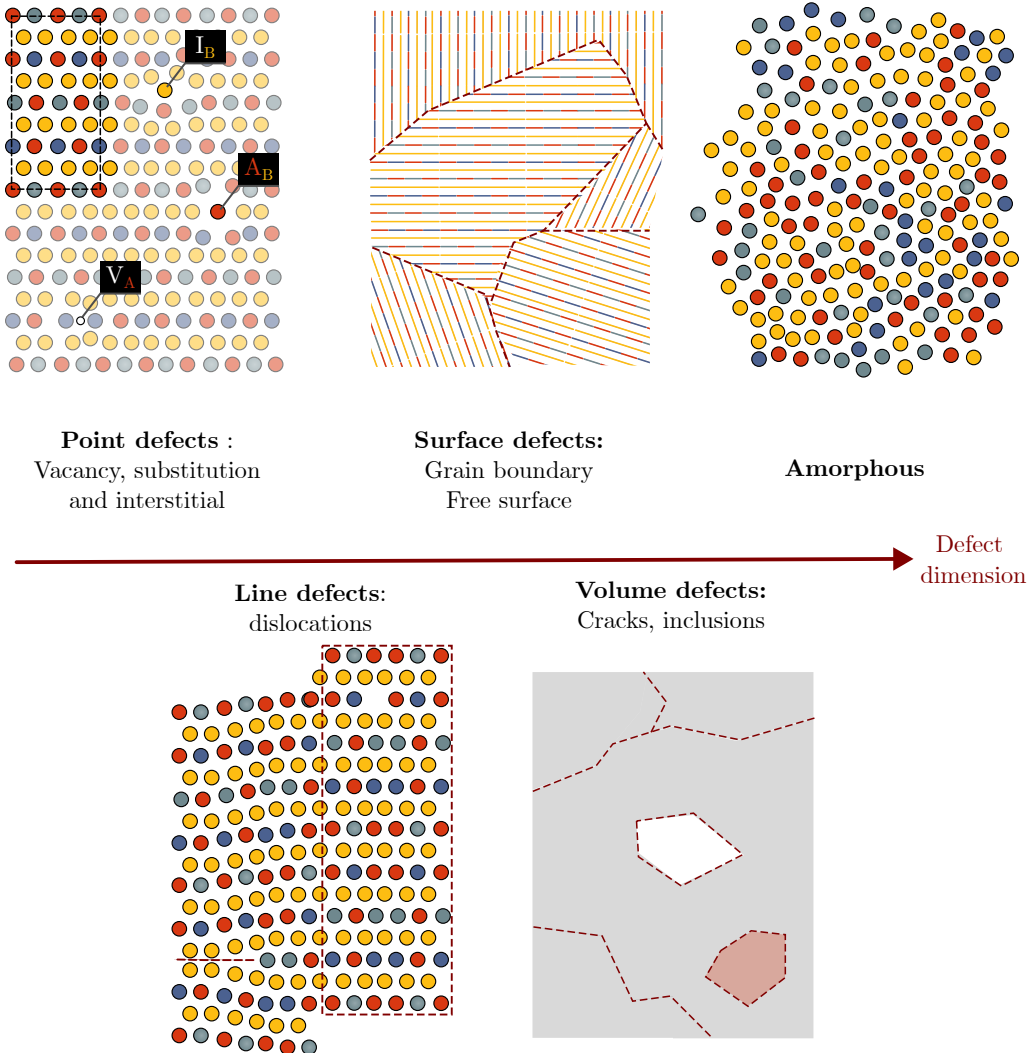 I_B
A_B
V_A
Point defects :
Vacancy, substitution
and interstitial
Surface defects:
Grain boundary
Free surface
Amorphous
Defect
dimension
Line defects:
dislocations
Volume defects:
Cracks, inclusions